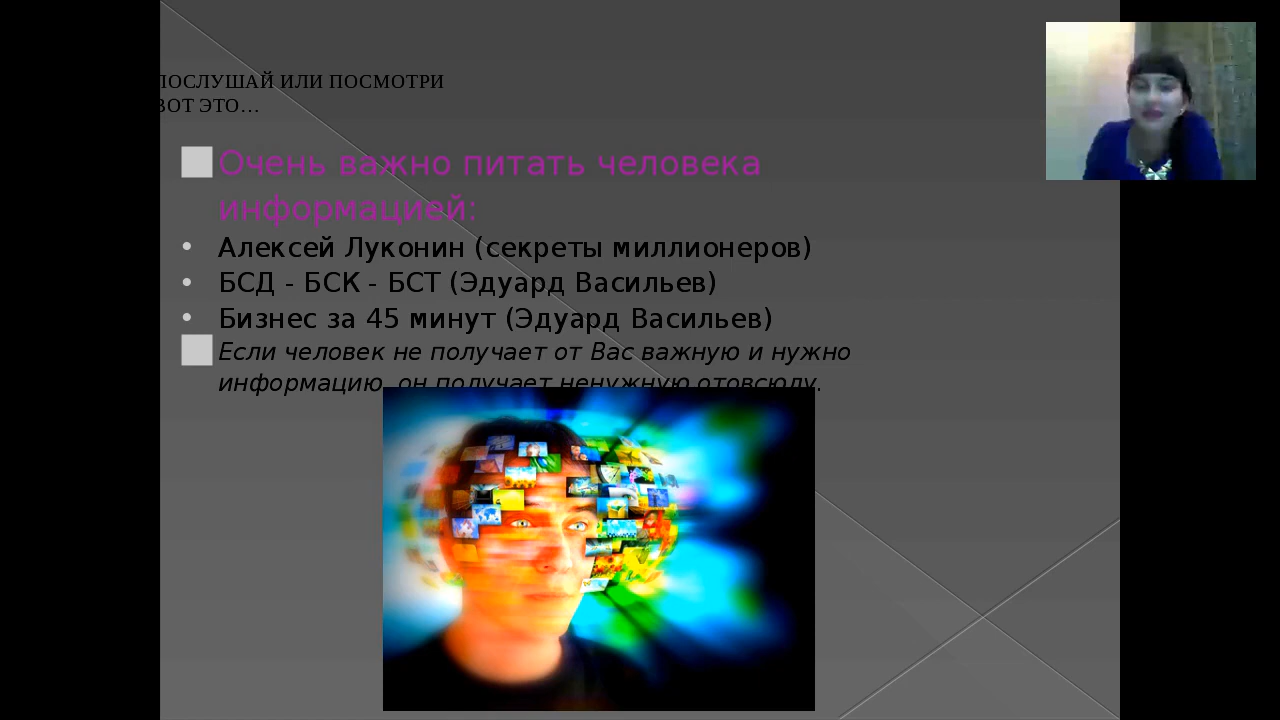 ПОСЛУШАЙ ИЛИ ПОСМОТРИ
ВОТ ЭТО…
Очень важно питать человека
информацией:
• Алексей Луконин (секреты миллионеров)
• БСД - БСК - БСТ (Эдуард Васильев)
• Бизнес за 45 минут (Эдуард Васильев)
Если человек не получает от Вас важную и нужно
информацию, он получает ненужную отовсюду.